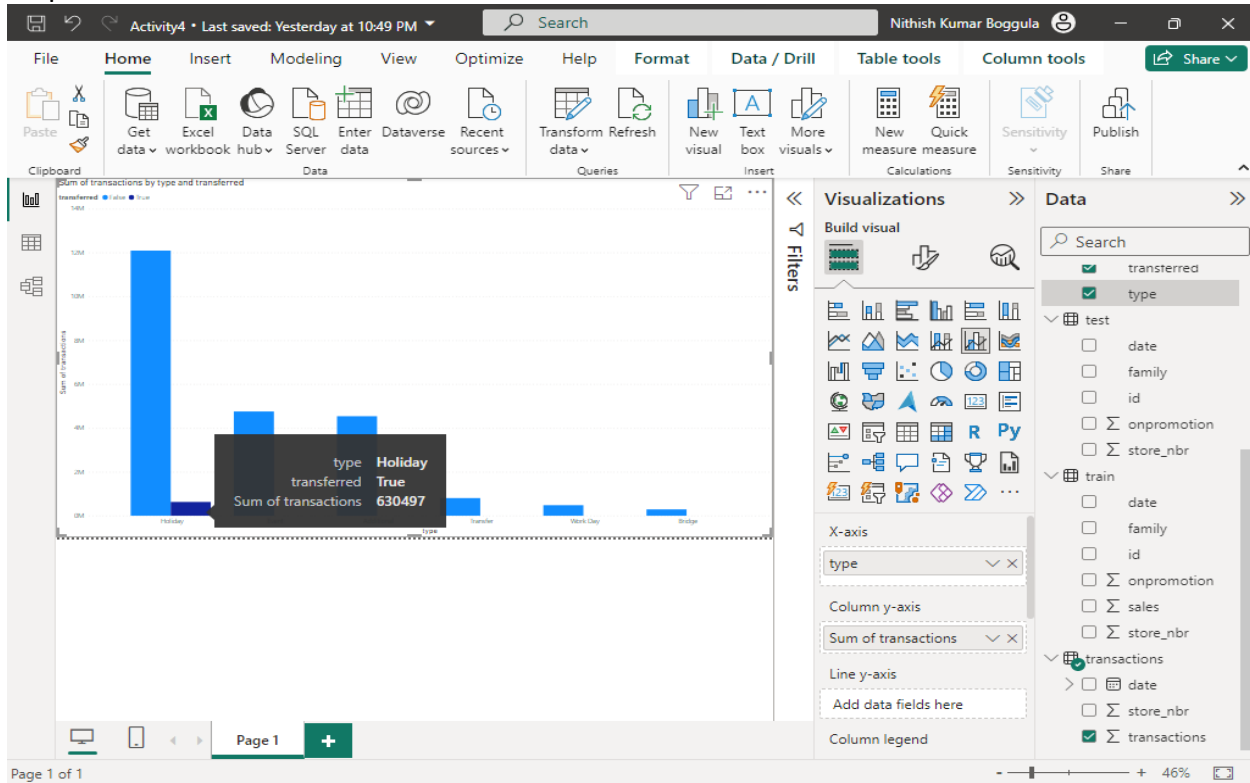 Activity4 • Last saved: Yesterday at 10:49 PM
Search
Nithish Kumar Boggula
File Home Insert Modeling View Optimize Help Format Data / Drill Table tools Column tools Share
Paste Get data Excel workbook Data hub SQL Server Enter data Dataverse Recent sources Transform data Refresh New visual Text box More visuals New measure Quick measure Sensitivity Publish
Clipboard Data Queries Insert Calculations Sensitivity Share
Sum of transactions by type and transferred
transferred False True
14M
12M
10M
8M
6M
4M
2M
0M
Sum of transactions
type Holiday
transferred True
Sum of transactions 630497
Holiday Transfer Work Day Bridge
type
Filters
Visualizations
Build visual
123
R Py
123
X-axis
type
Column y-axis
Sum of transactions
Line y-axis
Add data fields here
Column legend
Data
Search
transferred
type
test
date
family
id
onpromotion
store_nbr
train
date
family
id
onpromotion
sales
store_nbr
transactions
date
store_nbr
transactions
Page 1
Page 1 of 1
46%